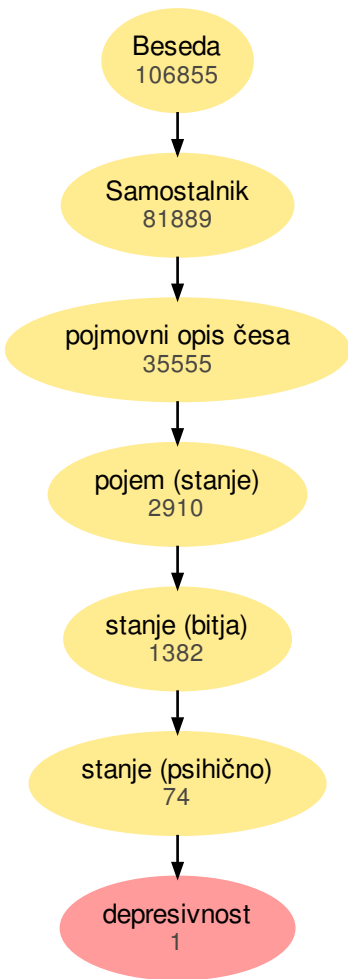 Beseda
106855
Samostalnik
81889
pojmovni opis česa
35555
pojem (stanje)
2910
stanje (bitja)
1382
stanje (psihično)
74
depresivnost
1